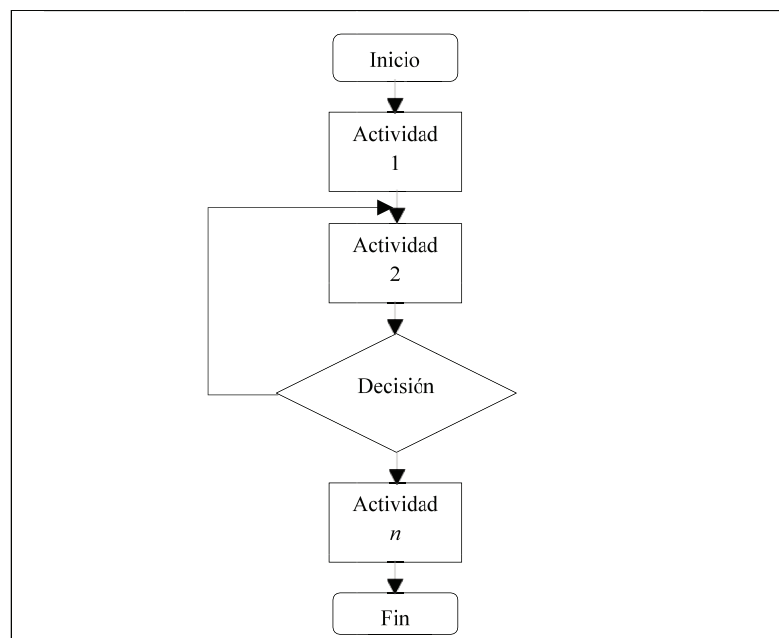 Inicio
Actividad
1
Actividad
2
Decisión
Actividad
n
Fin